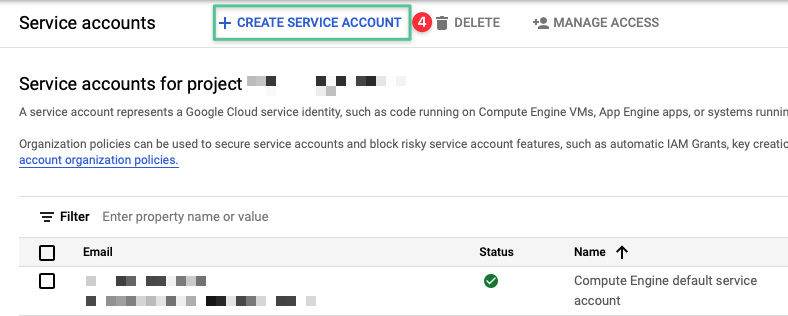 Service accounts
+ CREATE SERVICE ACCOUNT
4
DELETE
MANAGE ACCESS
Service accounts for project
A service account represents a Google Cloud service identity, such as code running on Compute Engine VMs, App Engine apps, or systems runnin
Organization policies can be used to secure service accounts and block risky service account features, such as automatic IAM Grants, key creatio
account organization policies.
Filter Enter property name or value
Email Status Name
Compute Engine default service
account